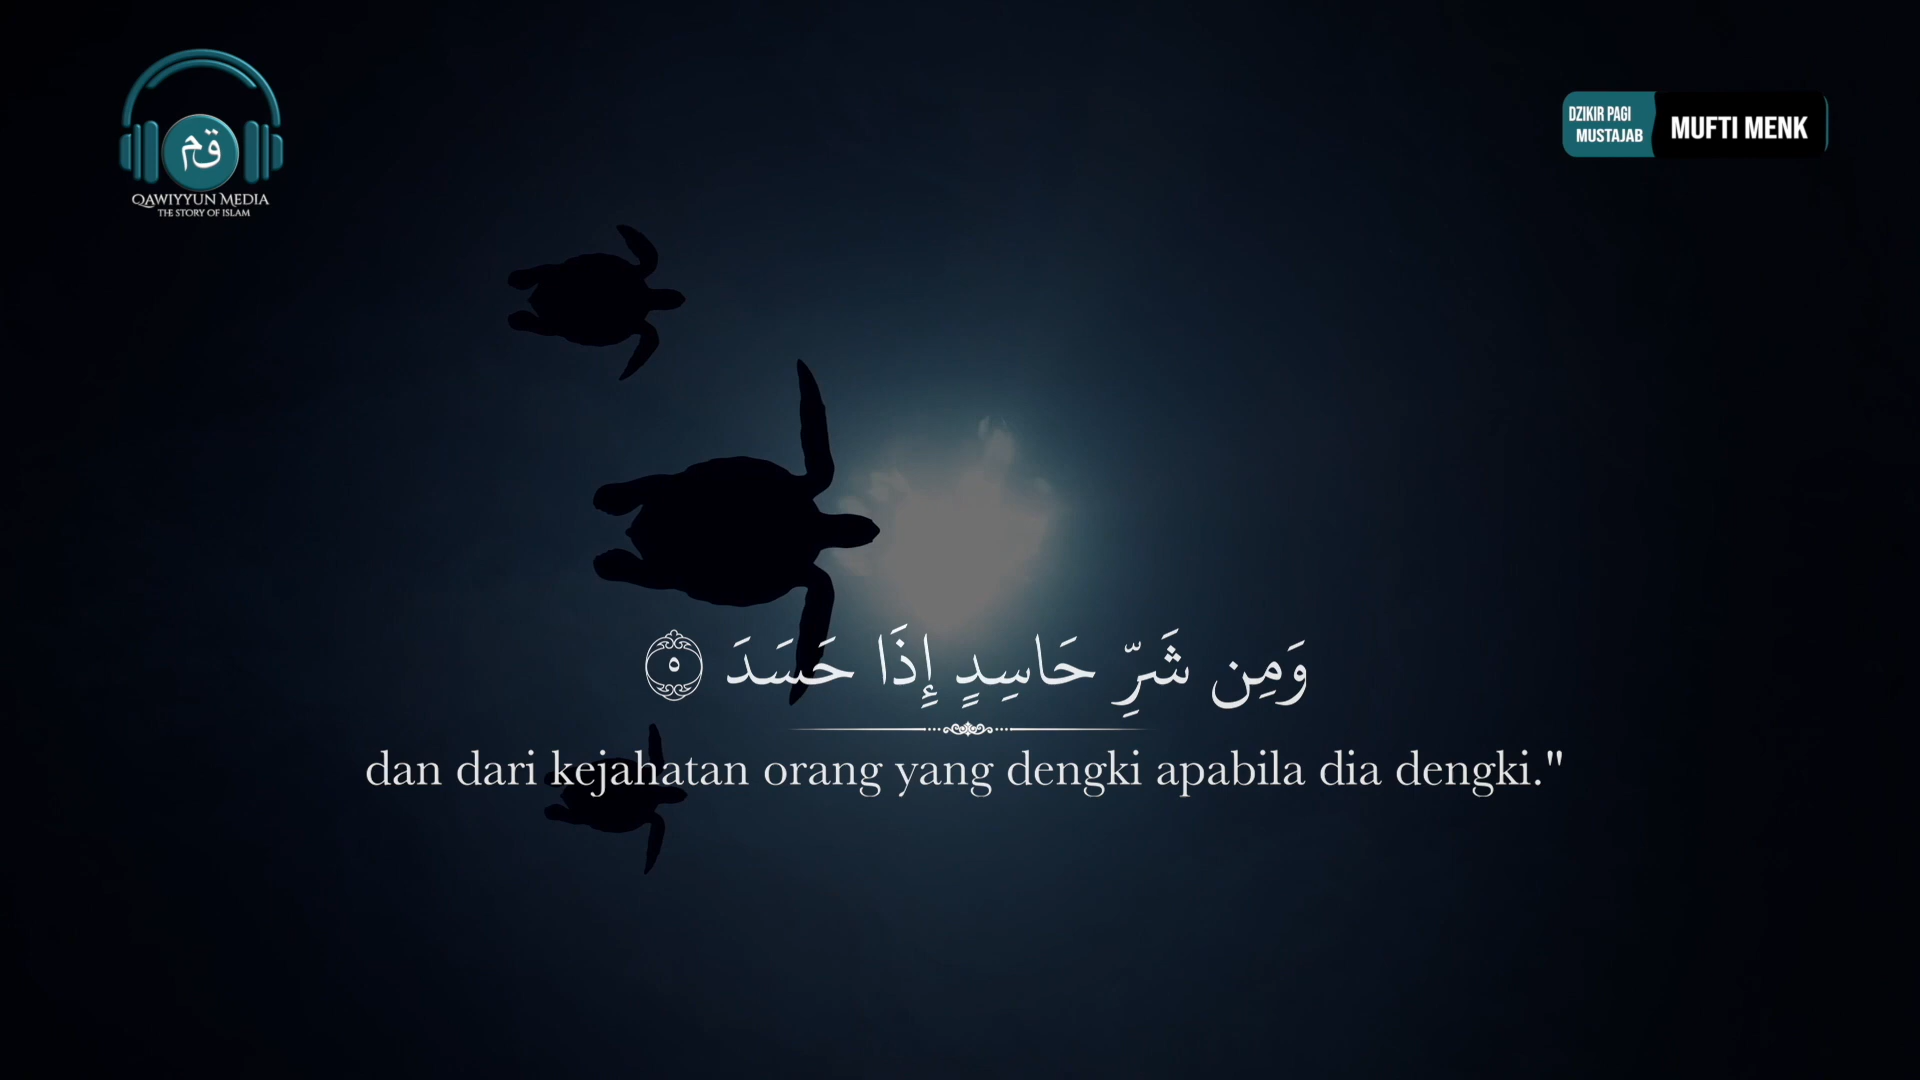 قم
QAWIYYUN MEDIA
THE STORY OF ISLAM
DZIKIR PAGI
MUSTAJAB
MUFTI MENK
وَمِن شَرِّ حَاسِدٍ إِذَا حَسَدَ ٥
dan dari kejahatan orang yang dengki apabila dia dengki."